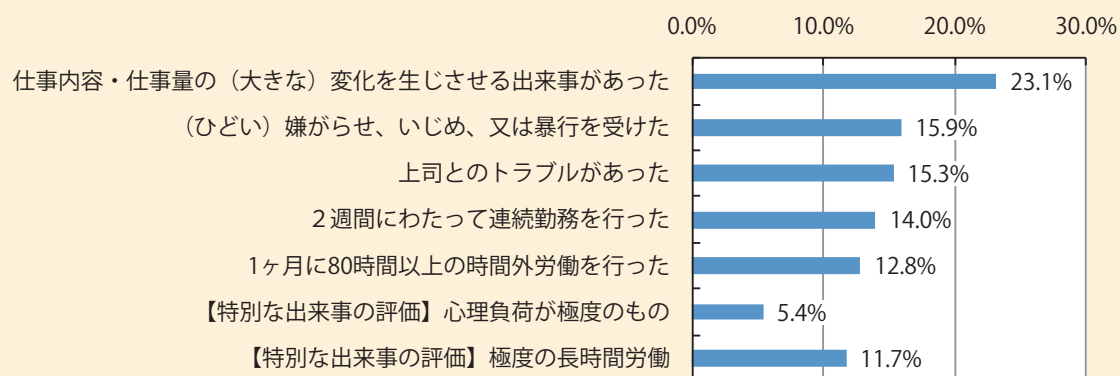 0.0% 10.0% 20.0% 30.0%
仕事内容・仕事量の（大きな）変化を生じさせる出来事があった 23.1%
（ひどい）嫌がらせ、いじめ、又は暴行を受けた 15.9%
上司とのトラブルがあった 15.3%
２週間にわたって連続勤務を行った 14.0%
1ヶ月に80時間以上の時間外労働を行った 12.8%
【特別な出来事の評価】心理負荷が極度のもの 5.4%
【特別な出来事の評価】極度の長時間労働 11.7%